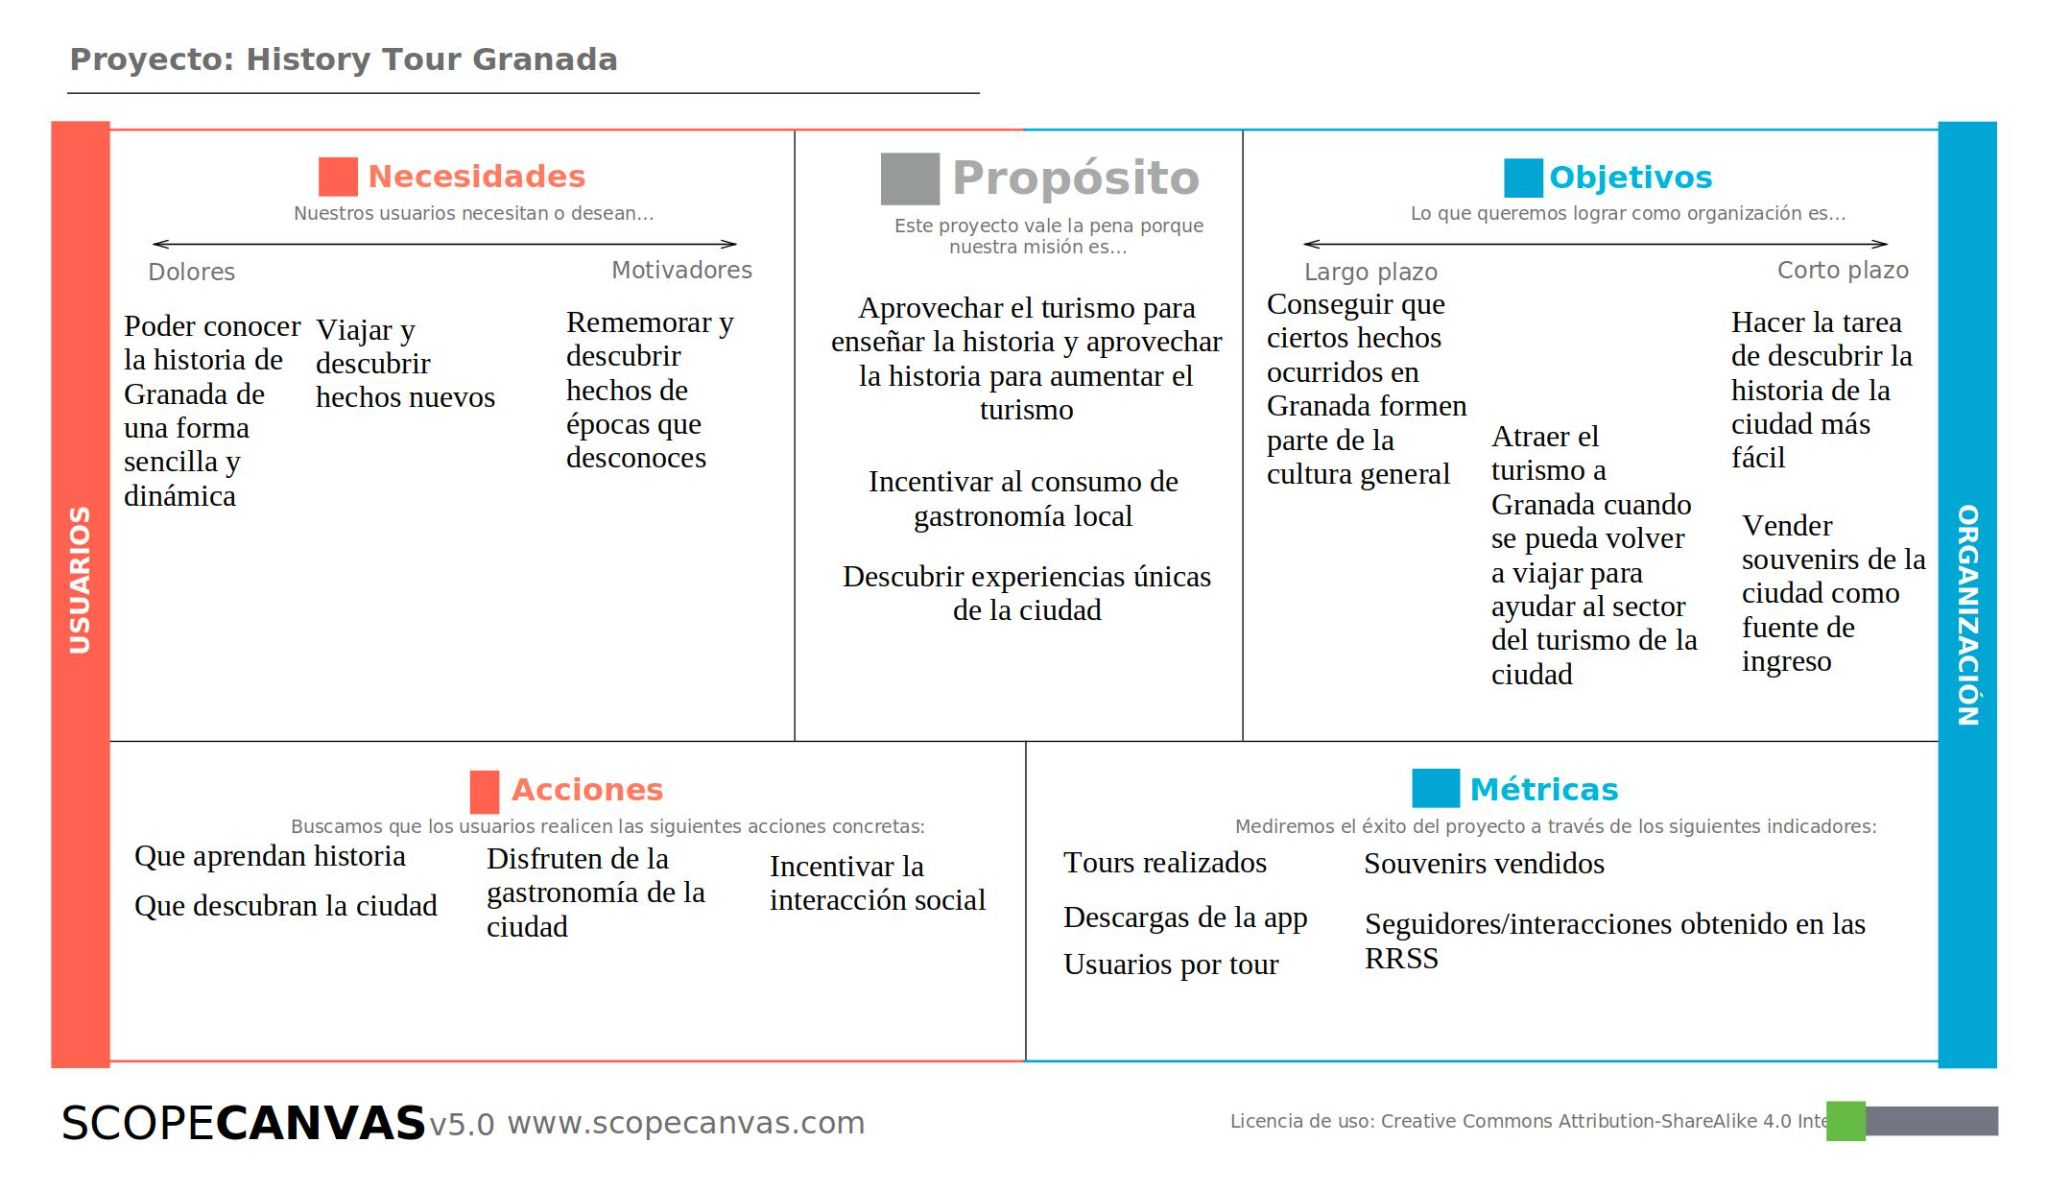 Proyecto: History Tour Granada
USUARIOS
Necesidades
Nuestros usuarios necesitan o desean...
Dolores
Motivadores
Poder conocer
la historia de
Granada de
una forma
sencilla y
dinámica
Viajar y
descubrir
hechos nuevos
Rememorar y
descubrir
hechos de
épocas que
desconoces
Propósito
Este proyecto vale la pena porque
nuestra misión es...
Aprovechar el turismo para
enseñar la historia y aprovechar
la historia para aumentar el
turismo
Incentivar al consumo de
gastronomía local
Descubrir experiencias únicas
de la ciudad
Objetivos
Lo que queremos lograr como organización es...
Largo plazo
Corto plazo
Conseguir que
ciertos hechos
ocurridos en
Granada formen
parte de la
cultura general
Atraer el
turismo a
Granada cuando
se pueda volver
a viajar para
ayudar al sector
del turismo de la
ciudad
Hacer la tarea
de descubrir la
historia de la
ciudad más
fácil
Vender
souvenirs de la
ciudad como
fuente de
ingreso
ORGANIZACIÓN
Acciones
Buscamos que los usuarios realicen las siguientes acciones concretas:
Que aprendan historia
Que descubran la ciudad
Disfruten de la
gastronomía de la
ciudad
Incentivar la
interacción social
Métricas
Mediremos el éxito del proyecto a través de los siguientes indicadores:
Tours realizados
Descargas de la app
Usuarios por tour
Souvenirs vendidos
Seguidores/interacciones obtenido en las
RRSS
SCOPECANVAS v5.0 www.scopecanvas.com
Licencia de uso: Creative Commons Attribution-ShareAlike 4.0